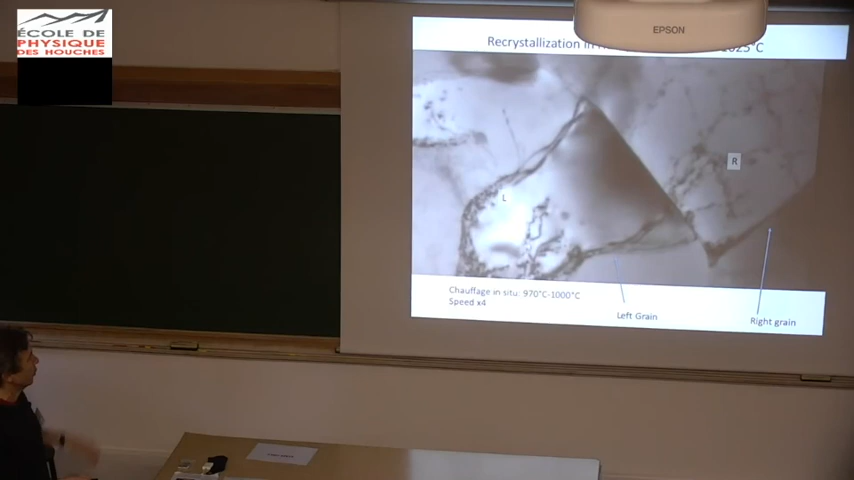 ÉCOLE DE
PHYSIQUE
DES HOUCHES
EPSON
Recrystallization in
1025°C
R
L
Chauffage in situ: 970°C-1000°C
Speed x4
Left Grain
Right grain